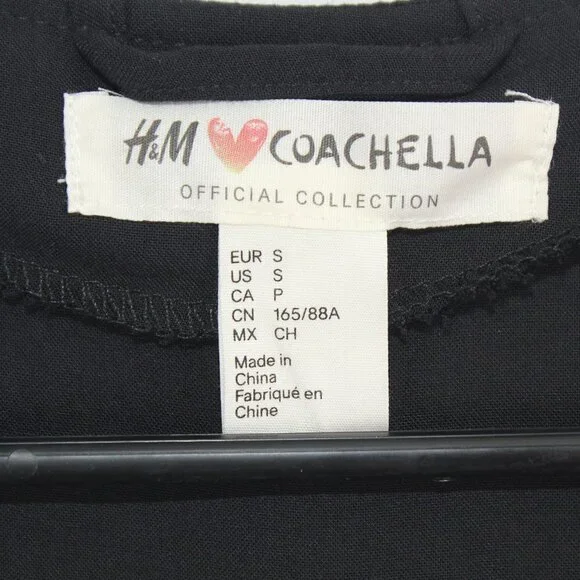 H&M COACHELLA
OFFICIAL COLLECTION
EUR S
US S
CA P
CN 165/88A
MX CH
Made in
China
Fabriqué en
Chine